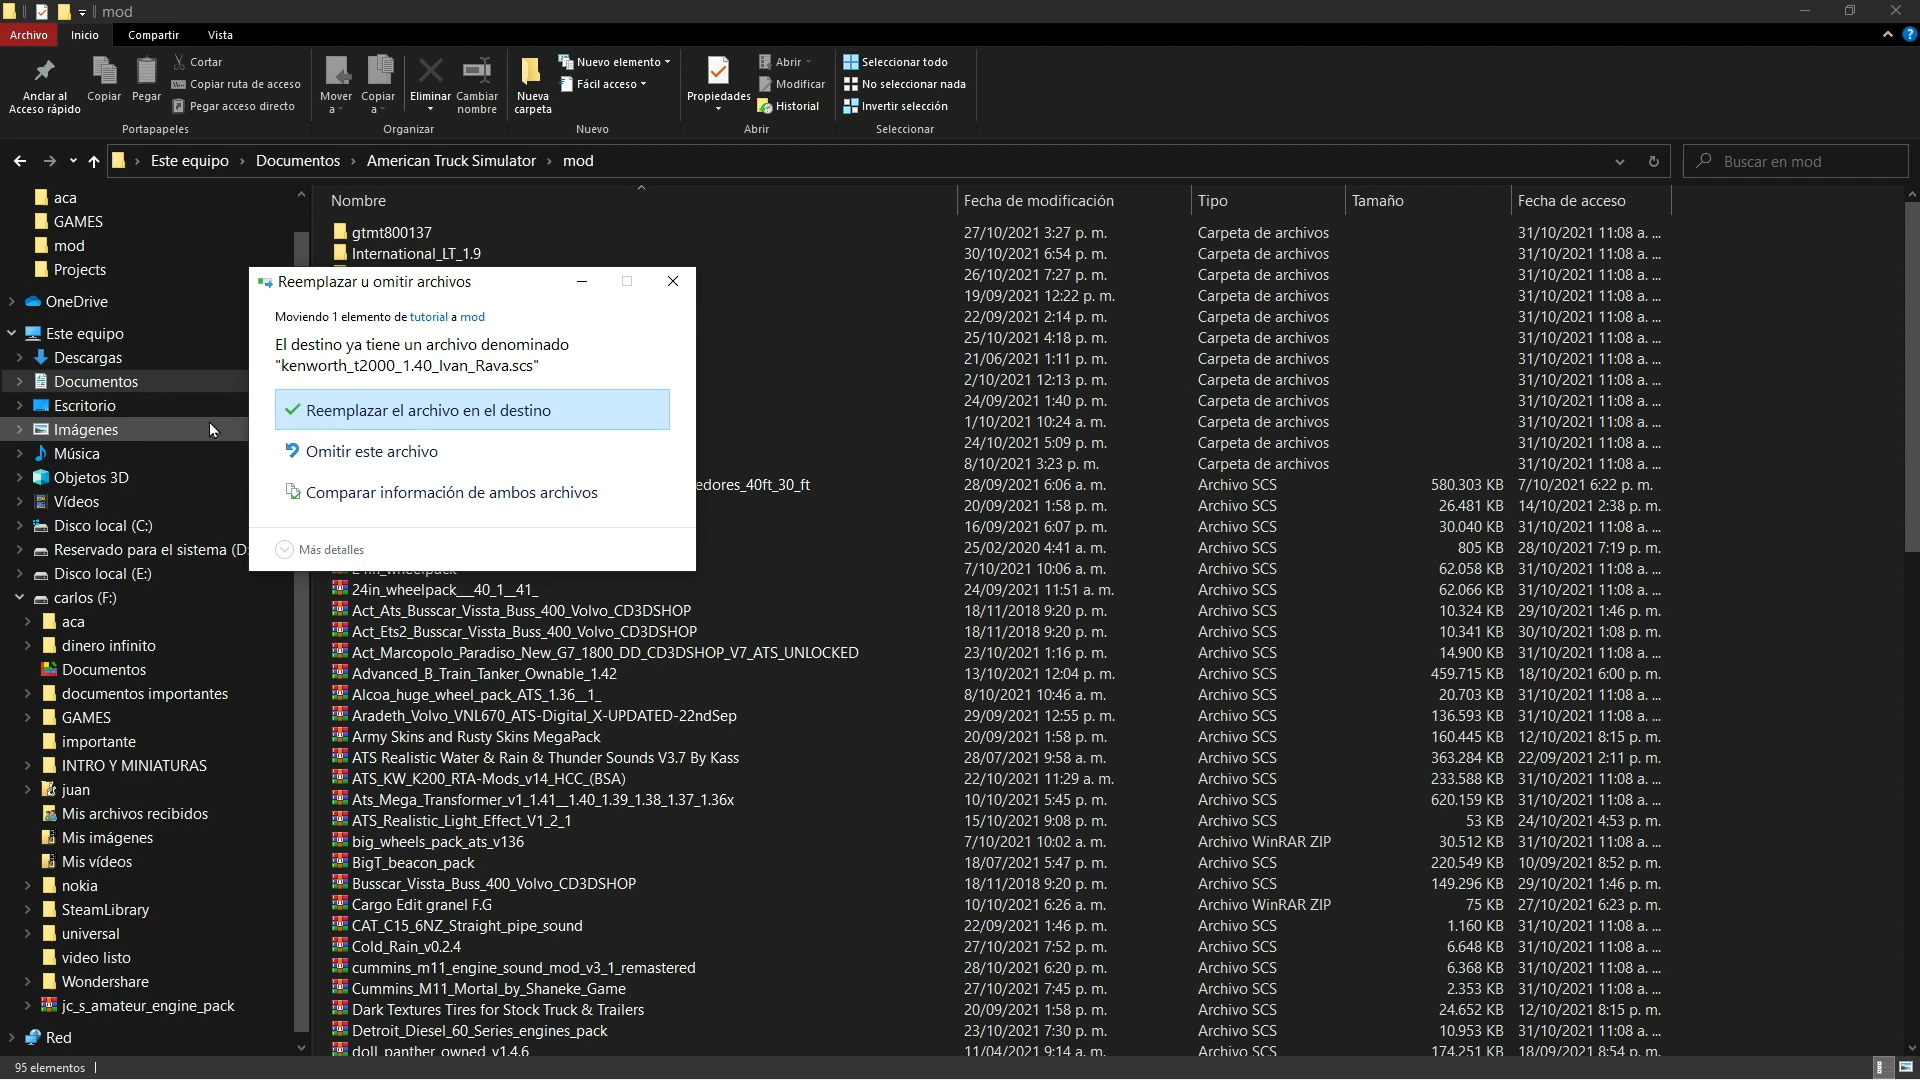 mod
Archivo Inicio Compartir Vista
Anclar al Acceso rápido
Copiar
Pegar
Cortar
Copiar ruta de acceso
Pegar acceso directo
Portapapeles
Mover a
Copiar a
Eliminar
Cambiar nombre
Organizar
Nueva carpeta
Nuevo elemento
Fácil acceso
Nuevo
Propiedades
Abrir
Modificar
Historial
Abrir
Seleccionar todo
No seleccionar nada
Invertir selección
Seleccionar
Este equipo › Documentos › American Truck Simulator › mod
Buscar en mod
aca
GAMES
mod
Projects
OneDrive
Este equipo
Descargas
Documentos
Escritorio
Imágenes
Música
Objetos 3D
Vídeos
Disco local (C:)
Reservado para el sistema (D:
Disco local (E:)
carlos (F:)
aca
dinero infinito
Documentos
documentos importantes
GAMES
importante
INTRO Y MINIATURAS
juan
Mis archivos recibidos
Mis imágenes
Mis vídeos
nokia
SteamLibrary
universal
video listo
Wondershare
jc_s_amateur_engine_pack
Red
95 elementos
Reemplazar u omitir archivos
Moviendo 1 elemento de tutorial a mod
El destino ya tiene un archivo denominado
"kenworth_t2000_1.40_Ivan_Rava.scs"
Reemplazar el archivo en el destino
Omitir este archivo
Comparar información de ambos archivos
Más detalles
Nombre Fecha de modificación Tipo Tamaño Fecha de acceso
gtmt800137 27/10/2021 3:27 p. m. Carpeta de archivos 31/10/2021 11:08 a. ...
International_LT_1.9 30/10/2021 6:54 p. m. Carpeta de archivos 31/10/2021 11:08 a. ...
26/10/2021 7:27 p. m. Carpeta de archivos 31/10/2021 11:08 a. ...
19/09/2021 12:22 p. m. Carpeta de archivos 31/10/2021 11:08 a. ...
22/09/2021 2:14 p. m. Carpeta de archivos 31/10/2021 11:08 a. ...
25/10/2021 4:18 p. m. Carpeta de archivos 31/10/2021 11:08 a. ...
21/06/2021 1:11 p. m. Carpeta de archivos 31/10/2021 11:08 a. ...
2/10/2021 12:13 p. m. Carpeta de archivos 31/10/2021 11:08 a. ...
24/09/2021 1:40 p. m. Carpeta de archivos 31/10/2021 11:08 a. ...
1/10/2021 10:24 a. m. Carpeta de archivos 31/10/2021 11:08 a. ...
24/10/2021 5:09 p. m. Carpeta de archivos 31/10/2021 11:08 a. ...
8/10/2021 3:23 p. m. Carpeta de archivos 31/10/2021 11:08 a. ...
edores_40ft_30_ft 28/09/2021 6:06 a. m. Archivo SCS 580.303 KB 7/10/2021 6:22 p. m.
20/09/2021 1:58 p. m. Archivo SCS 26.481 KB 14/10/2021 2:38 p. m.
16/09/2021 6:07 p. m. Archivo SCS 30.040 KB 31/10/2021 11:08 a. ...
25/02/2020 4:41 a. m. Archivo SCS 805 KB 28/10/2021 7:19 p. m.
7/10/2021 10:06 a. m. Archivo SCS 62.058 KB 31/10/2021 11:08 a. ...
24in_wheelpack__40_1__41_ 24/09/2021 11:51 a. m. Archivo SCS 62.066 KB 31/10/2021 11:08 a. ...
Act_Ats_Busscar_Vissta_Buss_400_Volvo_CD3DSHOP 18/11/2018 9:20 p. m. Archivo SCS 10.324 KB 29/10/2021 1:46 p. m.
Act_Ets2_Busscar_Vissta_Buss_400_Volvo_CD3DSHOP 18/11/2018 9:20 p. m. Archivo SCS 10.341 KB 30/10/2021 1:08 p. m.
Act_Marcopolo_Paradiso_New_G7_1800_DD_CD3DSHOP_V7_ATS_UNLOCKED 23/10/2021 1:16 p. m. Archivo SCS 14.900 KB 31/10/2021 11:08 a. ...
Advanced_B_Train_Tanker_Ownable_1.42 13/10/2021 12:04 p. m. Archivo SCS 459.715 KB 18/10/2021 6:00 p. m.
Alcoa_huge_wheel_pack_ATS_1.36__1_ 8/10/2021 10:46 a. m. Archivo SCS 20.703 KB 31/10/2021 11:08 a. ...
Aradeth_Volvo_VNL670_ATS-Digital_X-UPDATED-22ndSep 29/09/2021 12:55 p. m. Archivo SCS 136.593 KB 31/10/2021 11:08 a. ...
Army Skins and Rusty Skins MegaPack 20/09/2021 1:58 p. m. Archivo SCS 160.445 KB 12/10/2021 8:15 p. m.
ATS Realistic Water & Rain & Thunder Sounds V3.7 By Kass 28/07/2021 9:58 a. m. Archivo SCS 363.284 KB 22/09/2021 2:11 p. m.
ATS_KW_K200_RTA-Mods_v14_HCC_(BSA) 22/10/2021 11:29 a. m. Archivo SCS 233.588 KB 31/10/2021 11:08 a. ...
Ats_Mega_Transformer_v1_1.41__1.40_1.39_1.38_1.37_1.36x 10/10/2021 5:45 p. m. Archivo SCS 620.159 KB 31/10/2021 11:08 a. ...
ATS_Realistic_Light_Effect_V1_2_1 15/10/2021 9:08 p. m. Archivo SCS 53 KB 24/10/2021 4:53 p. m.
big_wheels_pack_ats_v136 7/10/2021 10:02 a. m. Archivo WinRAR ZIP 30.512 KB 31/10/2021 11:08 a. ...
BigT_beacon_pack 18/07/2021 5:47 p. m. Archivo SCS 220.549 KB 10/09/2021 8:52 p. m.
Busscar_Vissta_Buss_400_Volvo_CD3DSHOP 18/11/2018 9:20 p. m. Archivo SCS 149.296 KB 29/10/2021 1:46 p. m.
Cargo Edit granel F.G 10/10/2021 6:26 a. m. Archivo WinRAR ZIP 75 KB 27/10/2021 6:23 p. m.
CAT_C15_6NZ_Straight_pipe_sound 22/09/2021 1:46 p. m. Archivo SCS 1.160 KB 31/10/2021 11:08 a. ...
Cold_Rain_v0.2.4 27/10/2021 7:52 p. m. Archivo SCS 6.648 KB 31/10/2021 11:08 a. ...
cummins_m11_engine_sound_mod_v3_1_remastered 28/10/2021 6:20 p. m. Archivo SCS 6.368 KB 31/10/2021 11:08 a. ...
Cummins_M11_Mortal_by_Shaneke_Game 27/10/2021 7:45 p. m. Archivo SCS 2.353 KB 31/10/2021 11:08 a. ...
Dark Textures Tires for Stock Truck & Trailers 20/09/2021 1:58 p. m. Archivo SCS 24.652 KB 12/10/2021 8:15 p. m.
Detroit_Diesel_60_Series_engines_pack 23/10/2021 7:30 p. m. Archivo SCS 10.953 KB 31/10/2021 11:08 a. ...
doll_panther_owned_v1.4.6 11/04/2021 9:14 a. m. Archivo SCS 174.251 KB 18/09/2021 8:54 p. m.